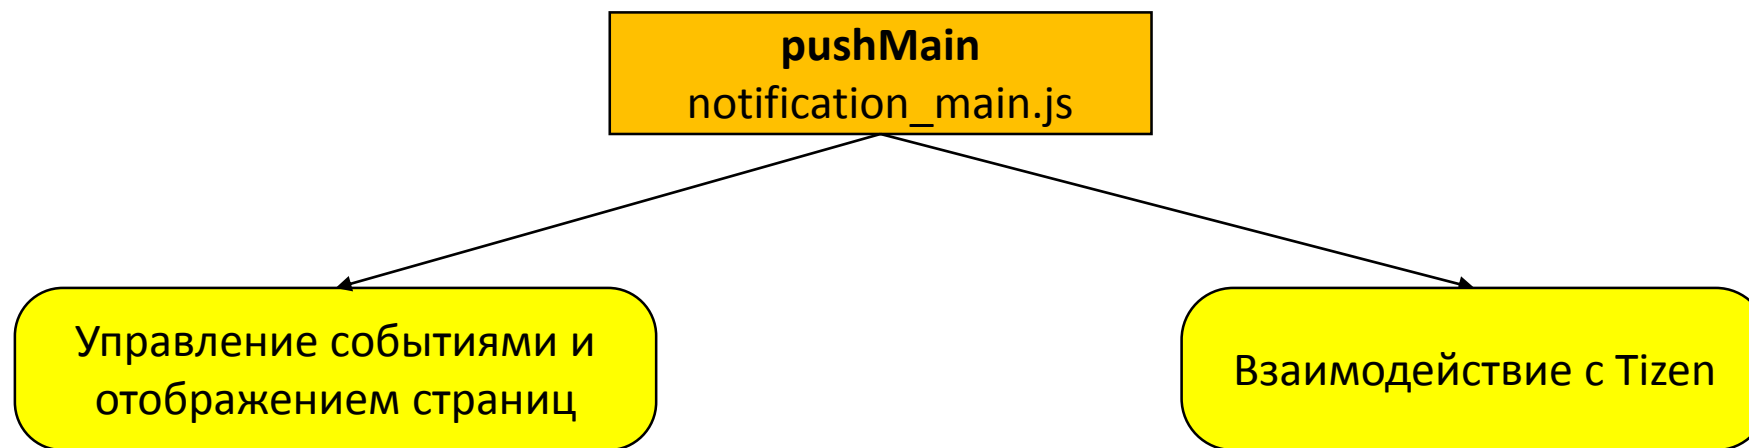 pushMain
notification_main.js
Управление событиями и
отображением страниц
Взаимодействие с Tizen